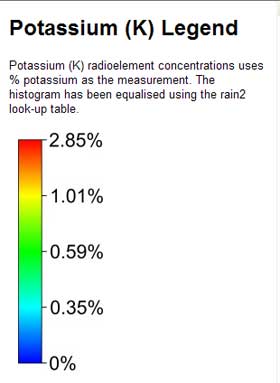 Potassium (K) Legend
Potassium (K) radioelement concentrations uses
% potassium as the measurement. The
histogram has been equalised using the rain2
look-up table.
2.85%
1.01%
0.59%
0.35%
0%